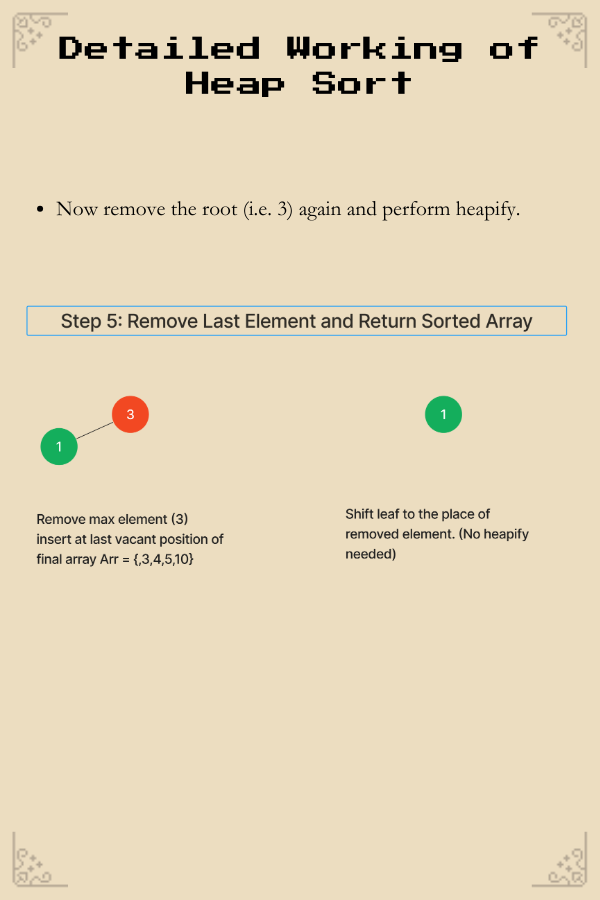 Detailed Working of
Heap Sort
• Now remove the root (i.e. 3) again and perform heapify.
Step 5: Remove Last Element and Return Sorted Array
3
1
1
Remove max element (3)
insert at last vacant position of
final array Arr = {,3,4,5,10}
Shift leaf to the place of
removed element. (No heapify
needed)